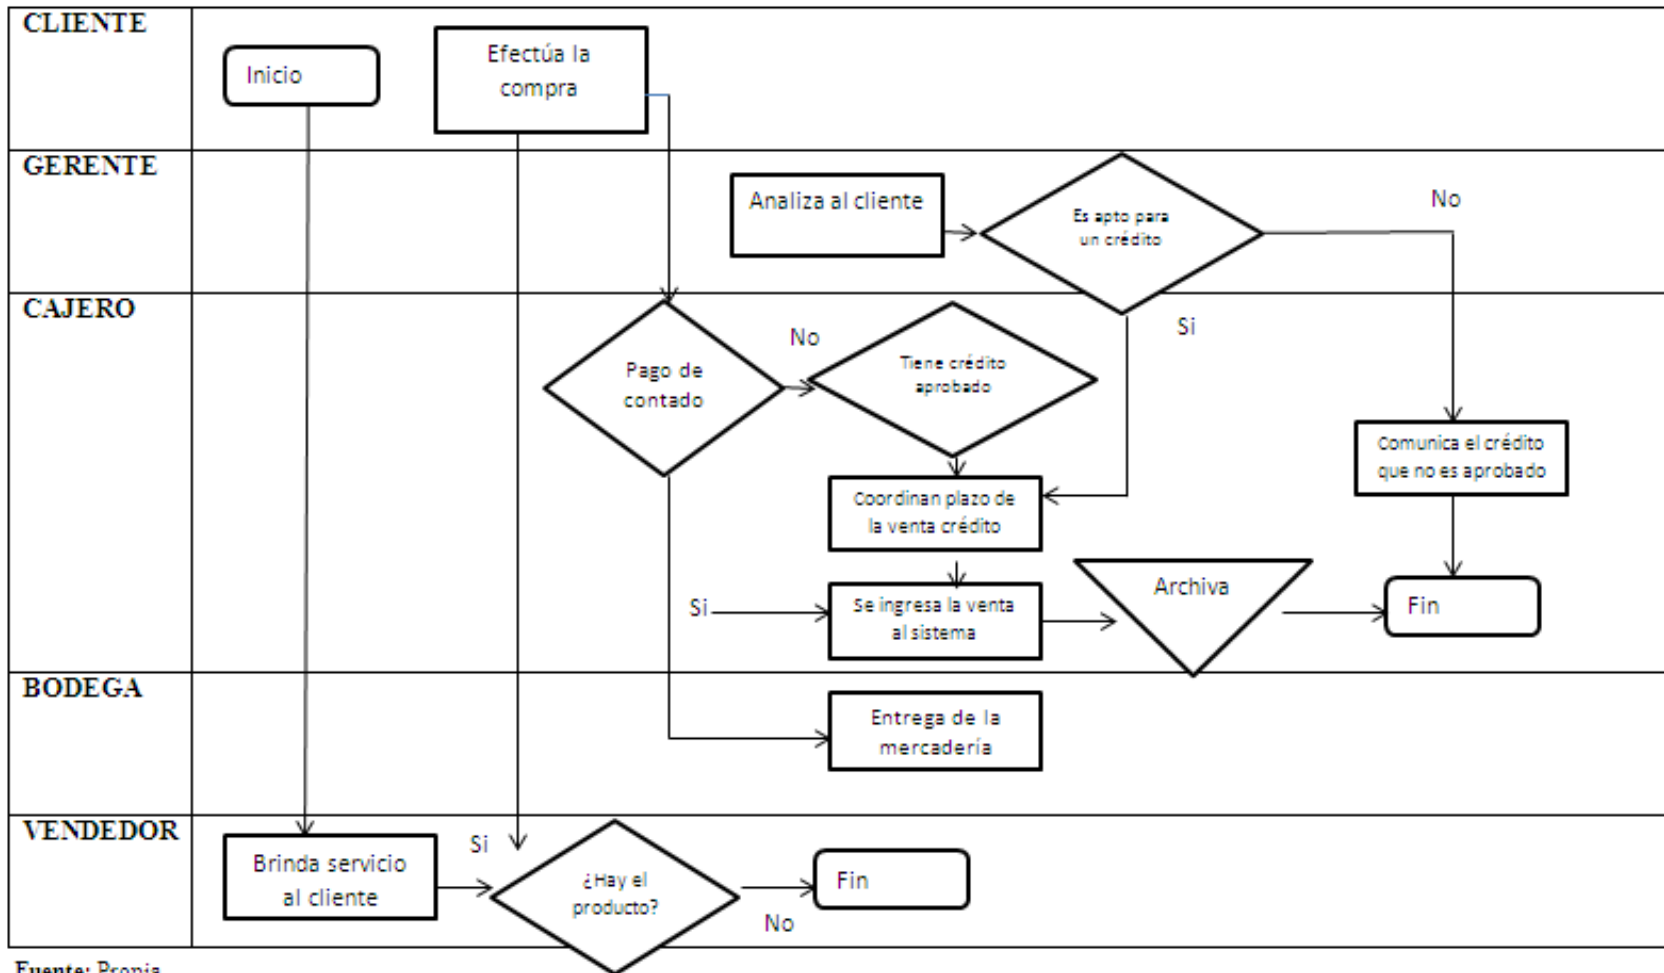 CLIENTE
Inicio
Efectúa la
compra
GERENTE
Analiza al cliente
Es apto para
un crédito
No
CAJERO
Si
No
Pago de
contado
Tiene crédito
aprobado
Comunica el crédito
que no es aprobado
Coordinan plazo de
la venta crédito
Si
Se ingresa la venta
al sistema
Archiva
Fin
BODEGA
Entrega de la
mercadería
VENDEDOR
Brinda servicio
al cliente
Si
¿Hay el
producto?
No
Fin
Fuente: Propia